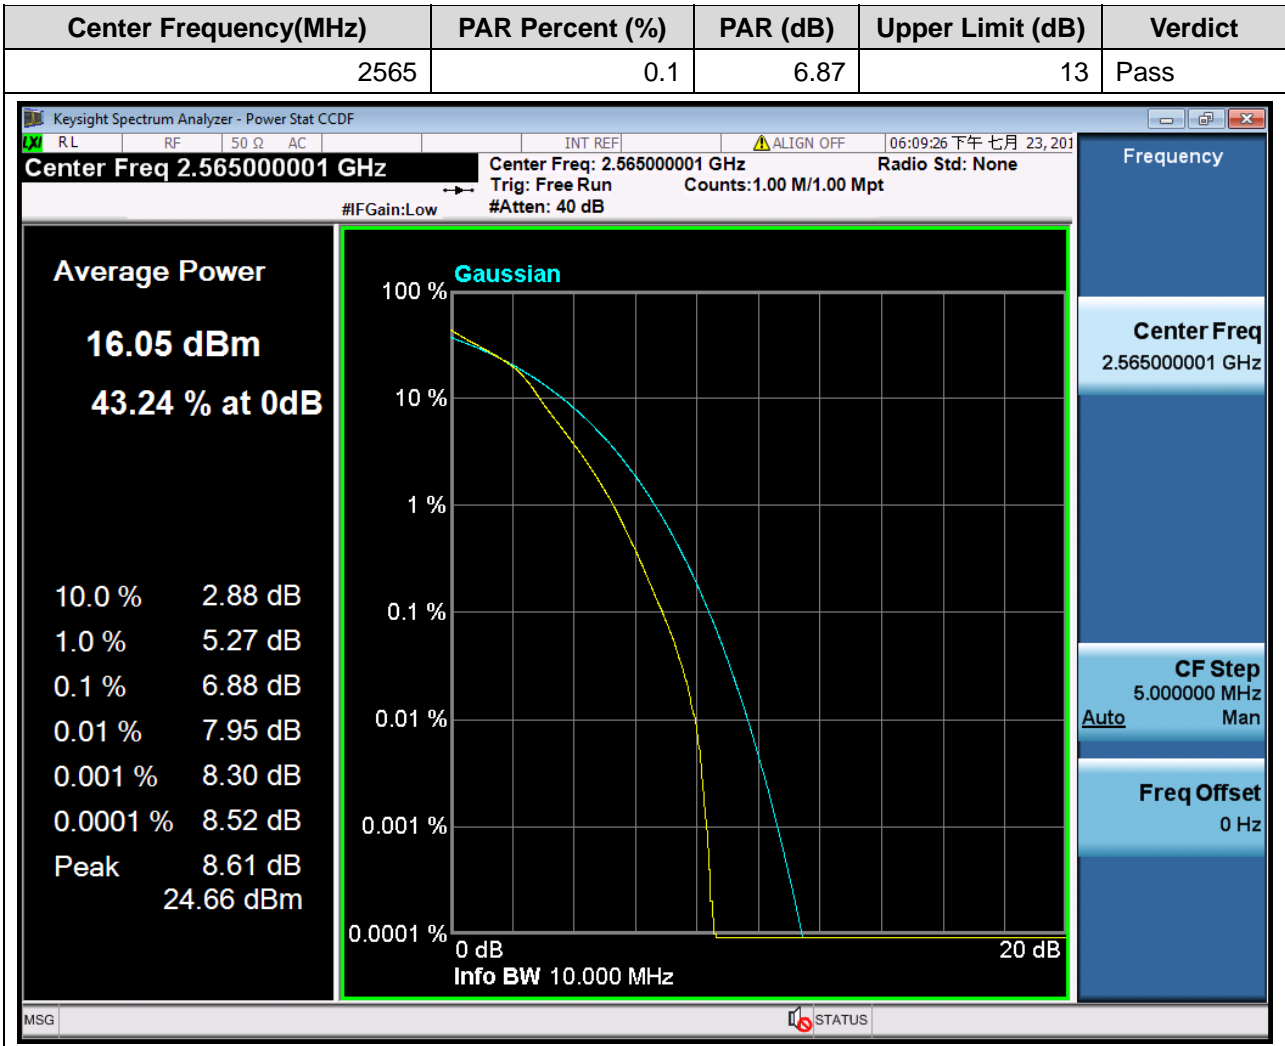 Center Frequency(MHz) PAR Percent (%) PAR (dB) Upper Limit (dB) Verdict
2565 0.1 6.87 13 Pass
Keysight Spectrum Analyzer - Power Stat CCDF
LXI RL RF 50 Ω AC INT REF ALIGN OFF 06:09:26 下午 七月 23, 201
Center Freq 2.565000001 GHz
Center Freq: 2.565000001 GHz Radio Std: None
Trig: Free Run Counts:1.00 M/1.00 Mpt
#IFGain:Low #Atten: 40 dB
Frequency
Average Power
16.05 dBm
43.24 % at 0dB
10.0 % 2.88 dB
1.0 % 5.27 dB
0.1 % 6.88 dB
0.01 % 7.95 dB
0.001 % 8.30 dB
0.0001 % 8.52 dB
Peak 8.61 dB
24.66 dBm
Gaussian
100 %
10 %
1 %
0.1 %
0.01 %
0.001 %
0.0001 %
0 dB 20 dB
Info BW 10.000 MHz
Center Freq
2.565000001 GHz
CF Step
5.000000 MHz
Auto Man
Freq Offset
0 Hz
MSG STATUS